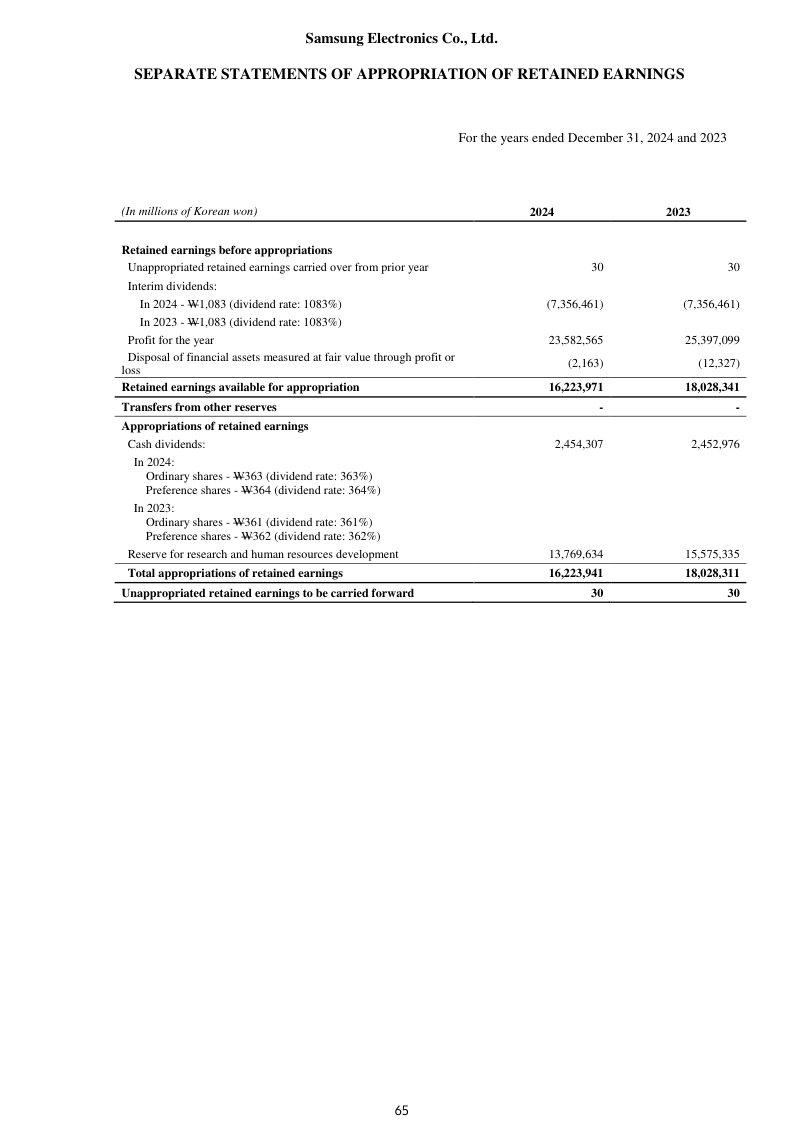 Samsung Electronics Co., Ltd.
SEPARATE STATEMENTS OF APPROPRIATION OF RETAINED EARNINGS
For the years ended December 31, 2024 and 2023
(In millions of Korean won) 2024 2023
Retained earnings before appropriations
Unappropriated retained earnings carried over from prior year 30 30
Interim dividends:
In 2024 - ₩1,083 (dividend rate: 1083%) (7,356,461) (7,356,461)
In 2023 - ₩1,083 (dividend rate: 1083%)
Profit for the year 23,582,565 25,397,099
Disposal of financial assets measured at fair value through profit or
loss (2,163) (12,327)
Retained earnings available for appropriation 16,223,971 18,028,341
Transfers from other reserves - -
Appropriations of retained earnings
Cash dividends: 2,454,307 2,452,976
In 2024:
Ordinary shares - ₩363 (dividend rate: 363%)
Preference shares - ₩364 (dividend rate: 364%)
In 2023:
Ordinary shares - ₩361 (dividend rate: 361%)
Preference shares - ₩362 (dividend rate: 362%)
Reserve for research and human resources development 13,769,634 15,575,335
Total appropriations of retained earnings 16,223,941 18,028,311
Unappropriated retained earnings to be carried forward 30 30
65